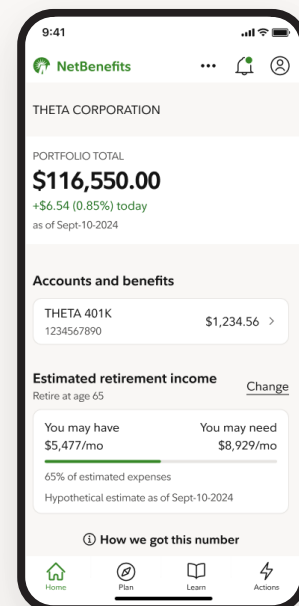 9:41
NetBenefits
THETA CORPORATION
PORTFOLIO TOTAL
$116,550.00
+$6.54 (0.85%) today
as of Sept-10-2024
Accounts and benefits
THETA 401K
$1,234.56
1234567890
Estimated retirement income
Change
Retire at age 65
You may have
You may need
$5,477/mo
$8,929/mo
65% of estimated expenses
Hypothetical estimate as of Sept-10-2024
How we got this number
Home
Plan
Learn
Actions